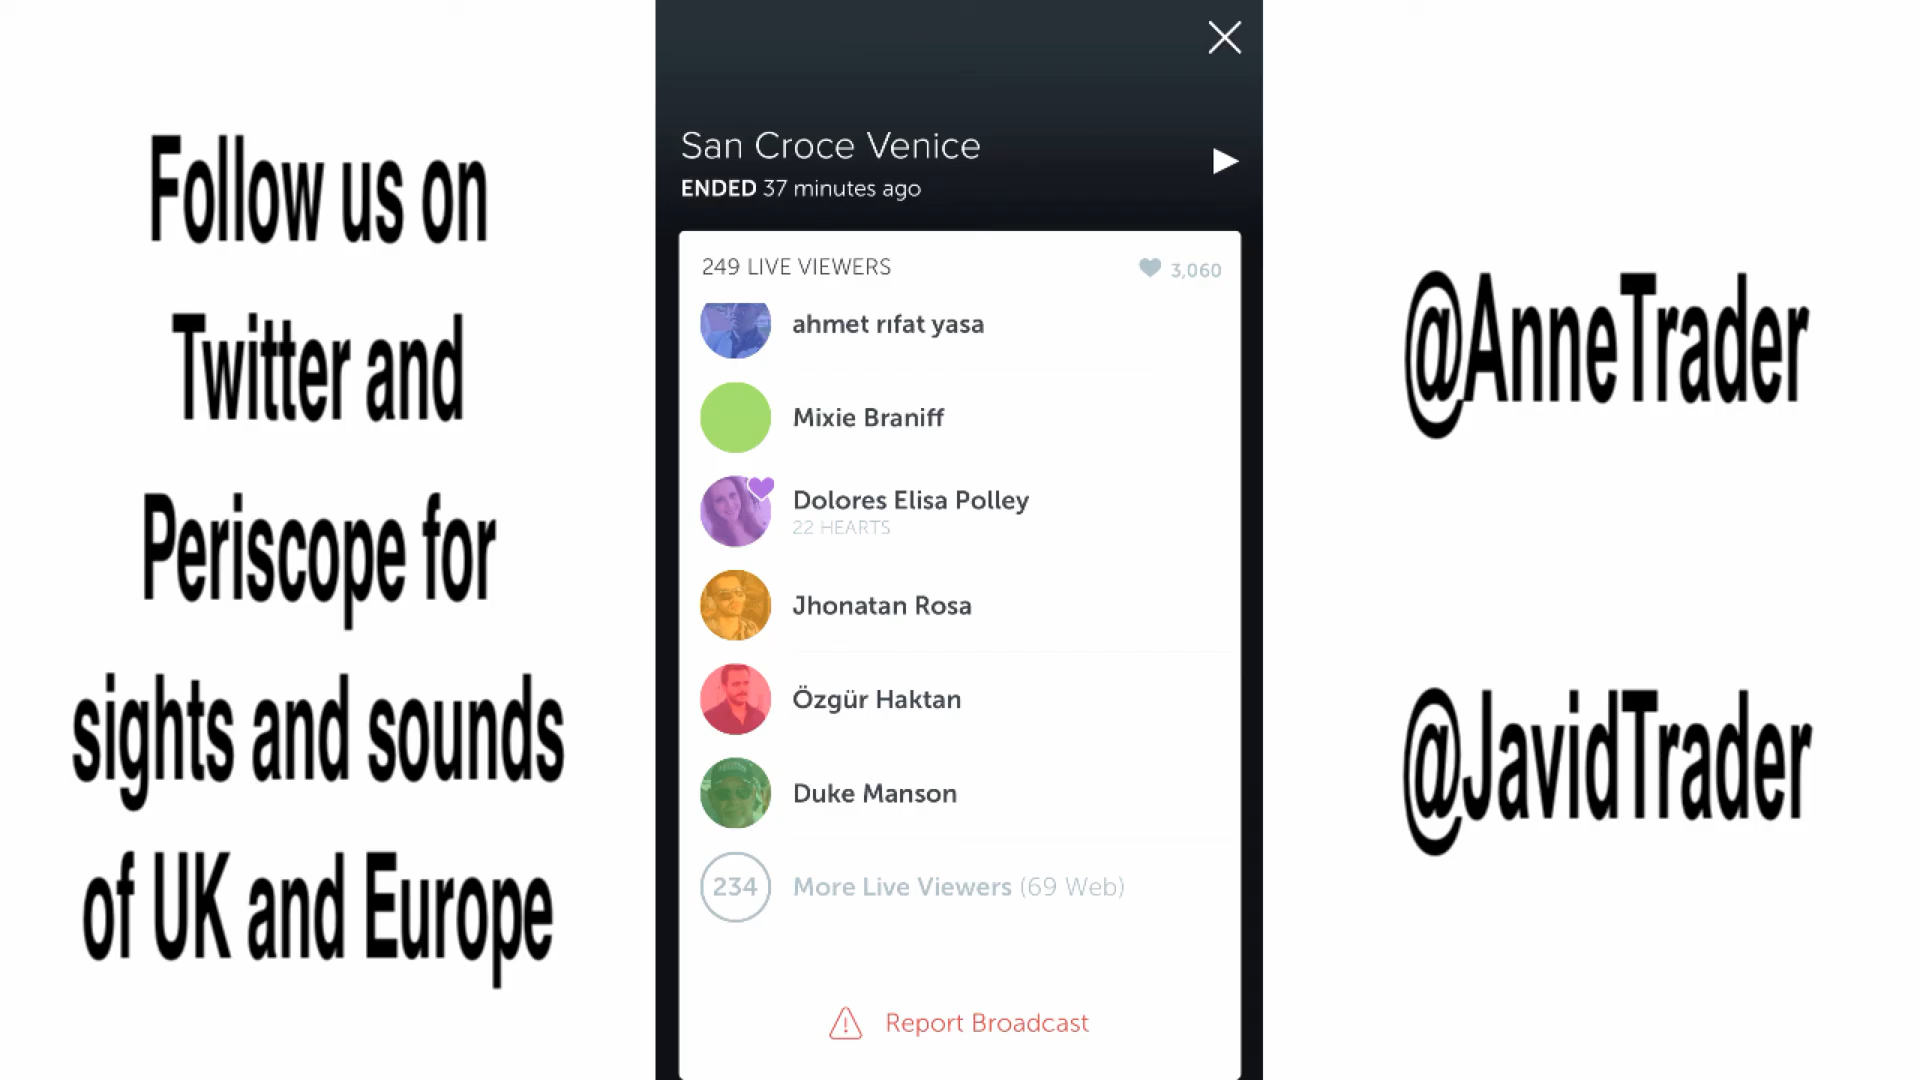 Follow us on
Twitter and
Periscope for
sights and sounds
of UK and Europe
San Croce Venice
ENDED 37 minutes ago
249 LIVE VIEWERS
3,060
ahmet rıfat yasa
Mixie Braniff
Dolores Elisa Polley
22 HEARTS
Jhonatan Rosa
Özgür Haktan
Duke Manson
234 More Live Viewers (69 Web)
Report Broadcast
@AnneTrader
@JavidTrader